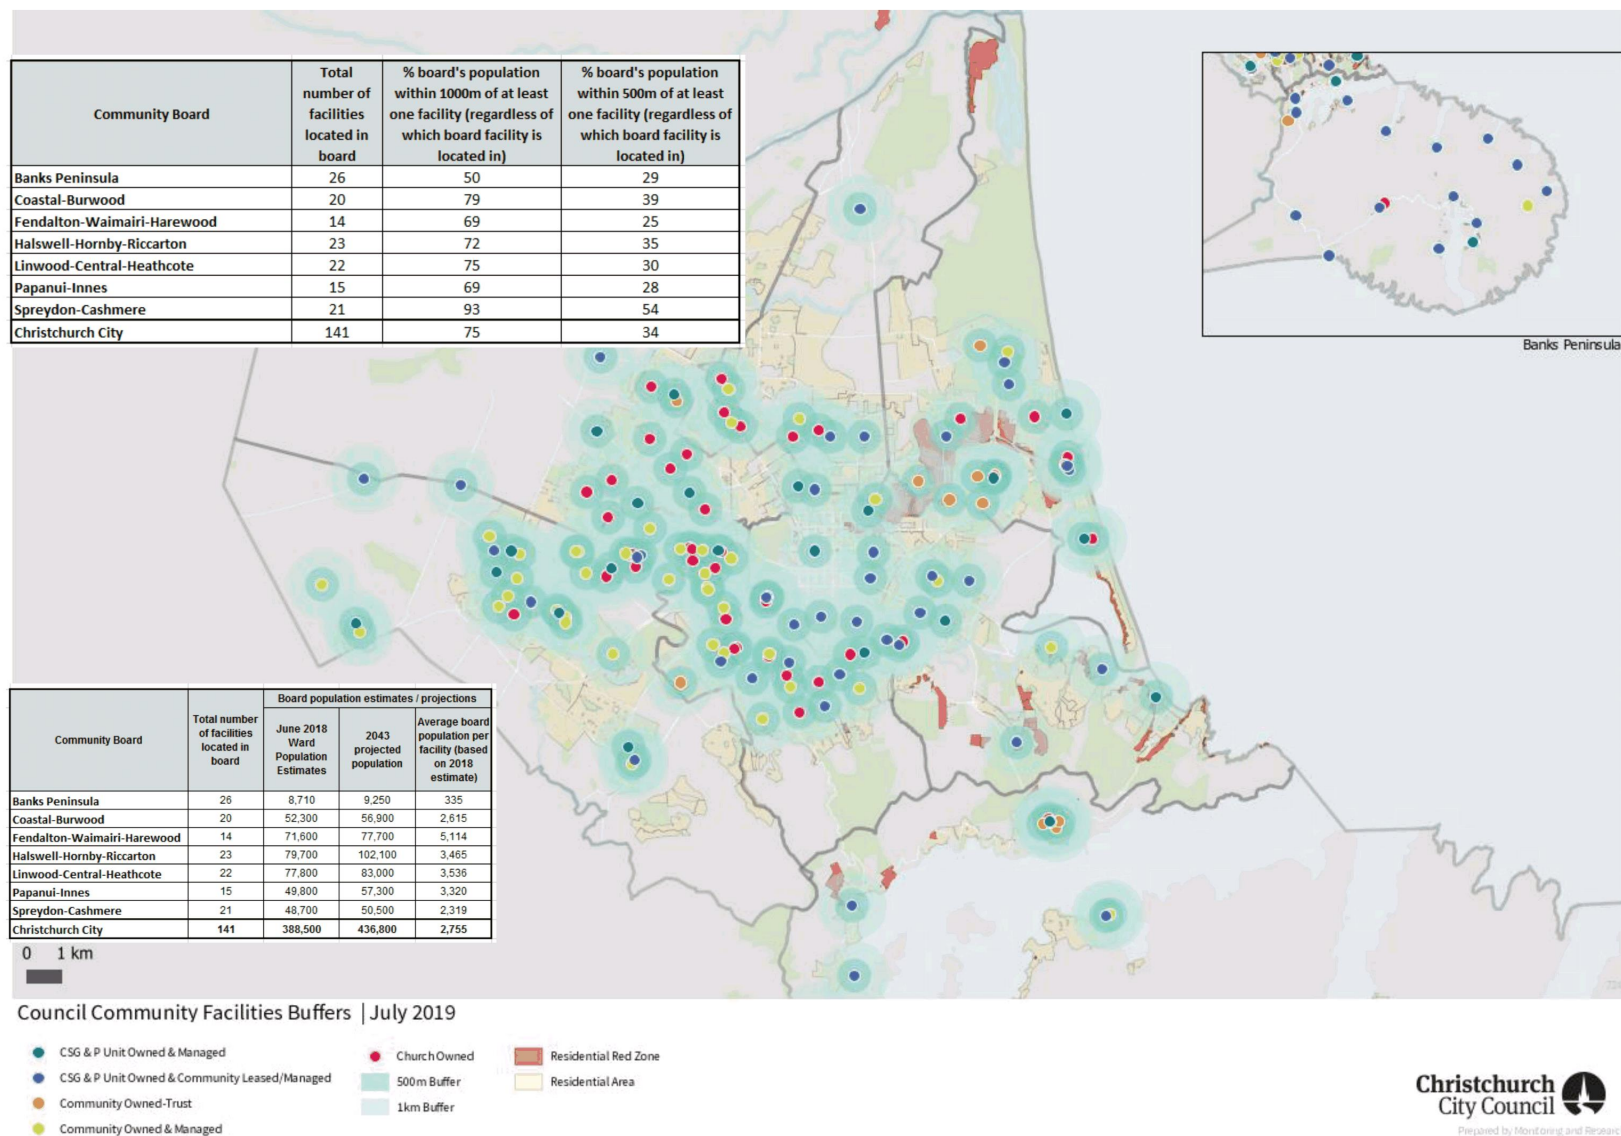 Community Board
Total number of facilities located in board
% board's population within 1000m of at least one facility (regardless of which board facility is located in)
% board's population within 500m of at least one facility (regardless of which board facility is located in)
Banks Peninsula 26 50 29
Coastal-Burwood 20 79 39
Fendalton-Waimairi-Harewood 14 69 25
Halswell-Hornby-Riccarton 23 72 35
Linwood-Central-Heathcote 22 75 30
Papanui-Innes 15 69 28
Spreydon-Cashmere 21 93 54
Christchurch City 141 75 34
Banks Peninsula
Community Board
Total number of facilities located in board
Board population estimates / projections
June 2018 Ward Population Estimates
2043 projected population
Average board population per facility (based on 2018 estimate)
Banks Peninsula 26 8,710 9,250 335
Coastal-Burwood 20 52,300 56,900 2,615
Fendalton-Waimairi-Harewood 14 71,600 77,700 5,114
Halswell-Hornby-Riccarton 23 79,700 102,100 3,465
Linwood-Central-Heathcote 22 77,800 83,000 3,536
Papanui-Innes 15 49,800 57,300 3,320
Spreydon-Cashmere 21 48,700 50,500 2,319
Christchurch City 141 388,500 436,800 2,755
0 1 km
Council Community Facilities Buffers | July 2019
CSG & P Unit Owned & Managed
CSG & P Unit Owned & Community Leased/Managed
Community Owned-Trust
Community Owned & Managed
Church Owned
500m Buffer
1km Buffer
Residential Red Zone
Residential Area
Christchurch
City Council
Prepared by Monitoring and Research